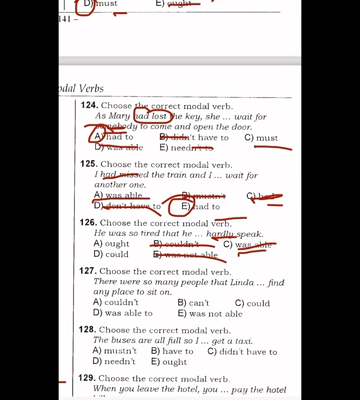 D) must E) ought
141 –
odal Verbs
124. Choose the correct modal verb.
As Mary had lost the key, she ... wait for
somebody to come and open the door.
A) had to B) didn't have to C) must
D) was able E) needn't to
125. Choose the correct modal verb.
I had missed the train and I ... wait for
another one.
A) was able B) mustn't C)
D) don't have to E) had to
126. Choose the correct modal verb.
He was so tired that he ... hardly speak.
A) ought B) couldn't C) was able
D) could E) was not able
127. Choose the correct modal verb.
There were so many people that Linda ... find
any place to sit on.
A) couldn't B) can't C) could
D) was able to E) was not able
128. Choose the correct modal verb.
The buses are all full so I ... get a taxi.
A) mustn't B) have to C) didn't have to
D) needn't E) ought
129. Choose the correct modal verb.
When you leave the hotel, you ... pay the hotel